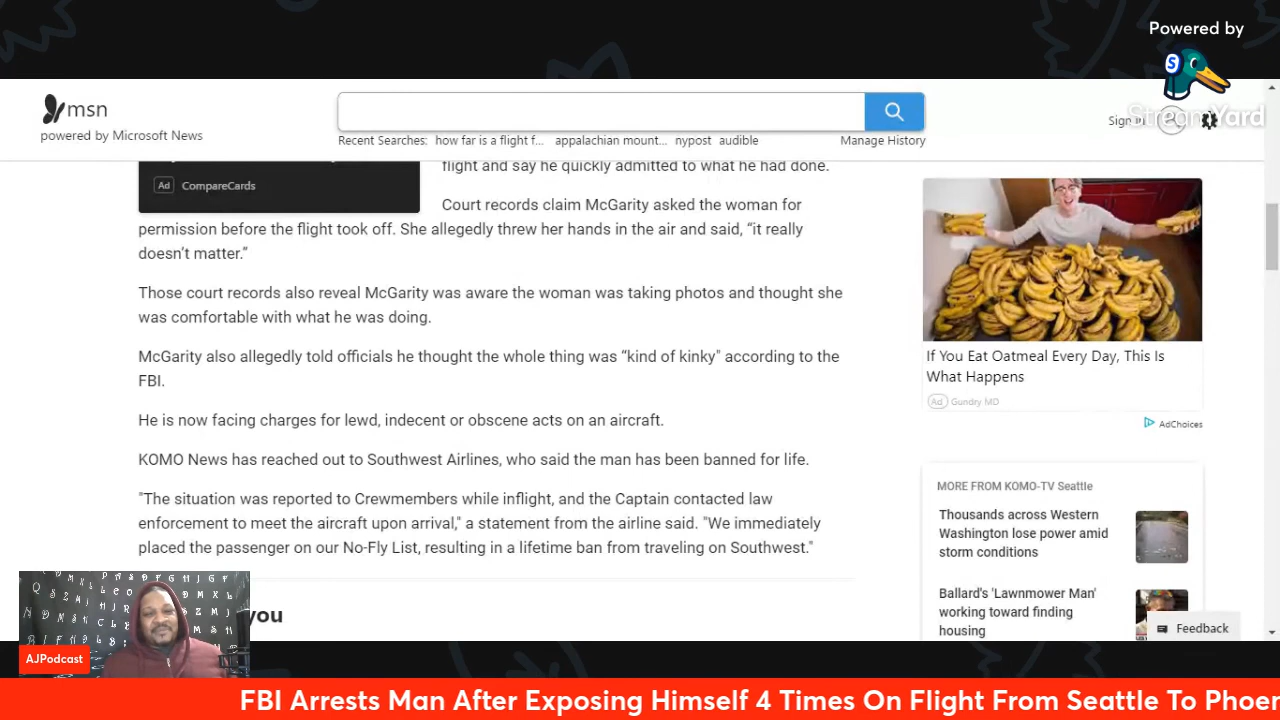 Powered by
StreamYard
msn
powered by Microsoft News
Sign in
Recent Searches: how far is a flight f... appalachian mount... nypost audible Manage History
Ad CompareCards
flight and say he quickly admitted to what he had done.
Court records claim McGarity asked the woman for
permission before the flight took off. She allegedly threw her hands in the air and said, “it really
doesn’t matter.”
Those court records also reveal McGarity was aware the woman was taking photos and thought she
was comfortable with what he was doing.
McGarity also allegedly told officials he thought the whole thing was “kind of kinky” according to the
FBI.
He is now facing charges for lewd, indecent or obscene acts on an aircraft.
KOMO News has reached out to Southwest Airlines, who said the man has been banned for life.
"The situation was reported to Crewmembers while inflight, and the Captain contacted law
enforcement to meet the aircraft upon arrival," a statement from the airline said. "We immediately
placed the passenger on our No-Fly List, resulting in a lifetime ban from traveling on Southwest."
you
If You Eat Oatmeal Every Day, This Is
What Happens
Ad Gundry MD
AdChoices
MORE FROM KOMO-TV Seattle
Thousands across Western
Washington lose power amid
storm conditions
Ballard's 'Lawnmower Man'
working toward finding
housing
Feedback
AJPodcast
FBI Arrests Man After Exposing Himself 4 Times On Flight From Seattle To Phoe